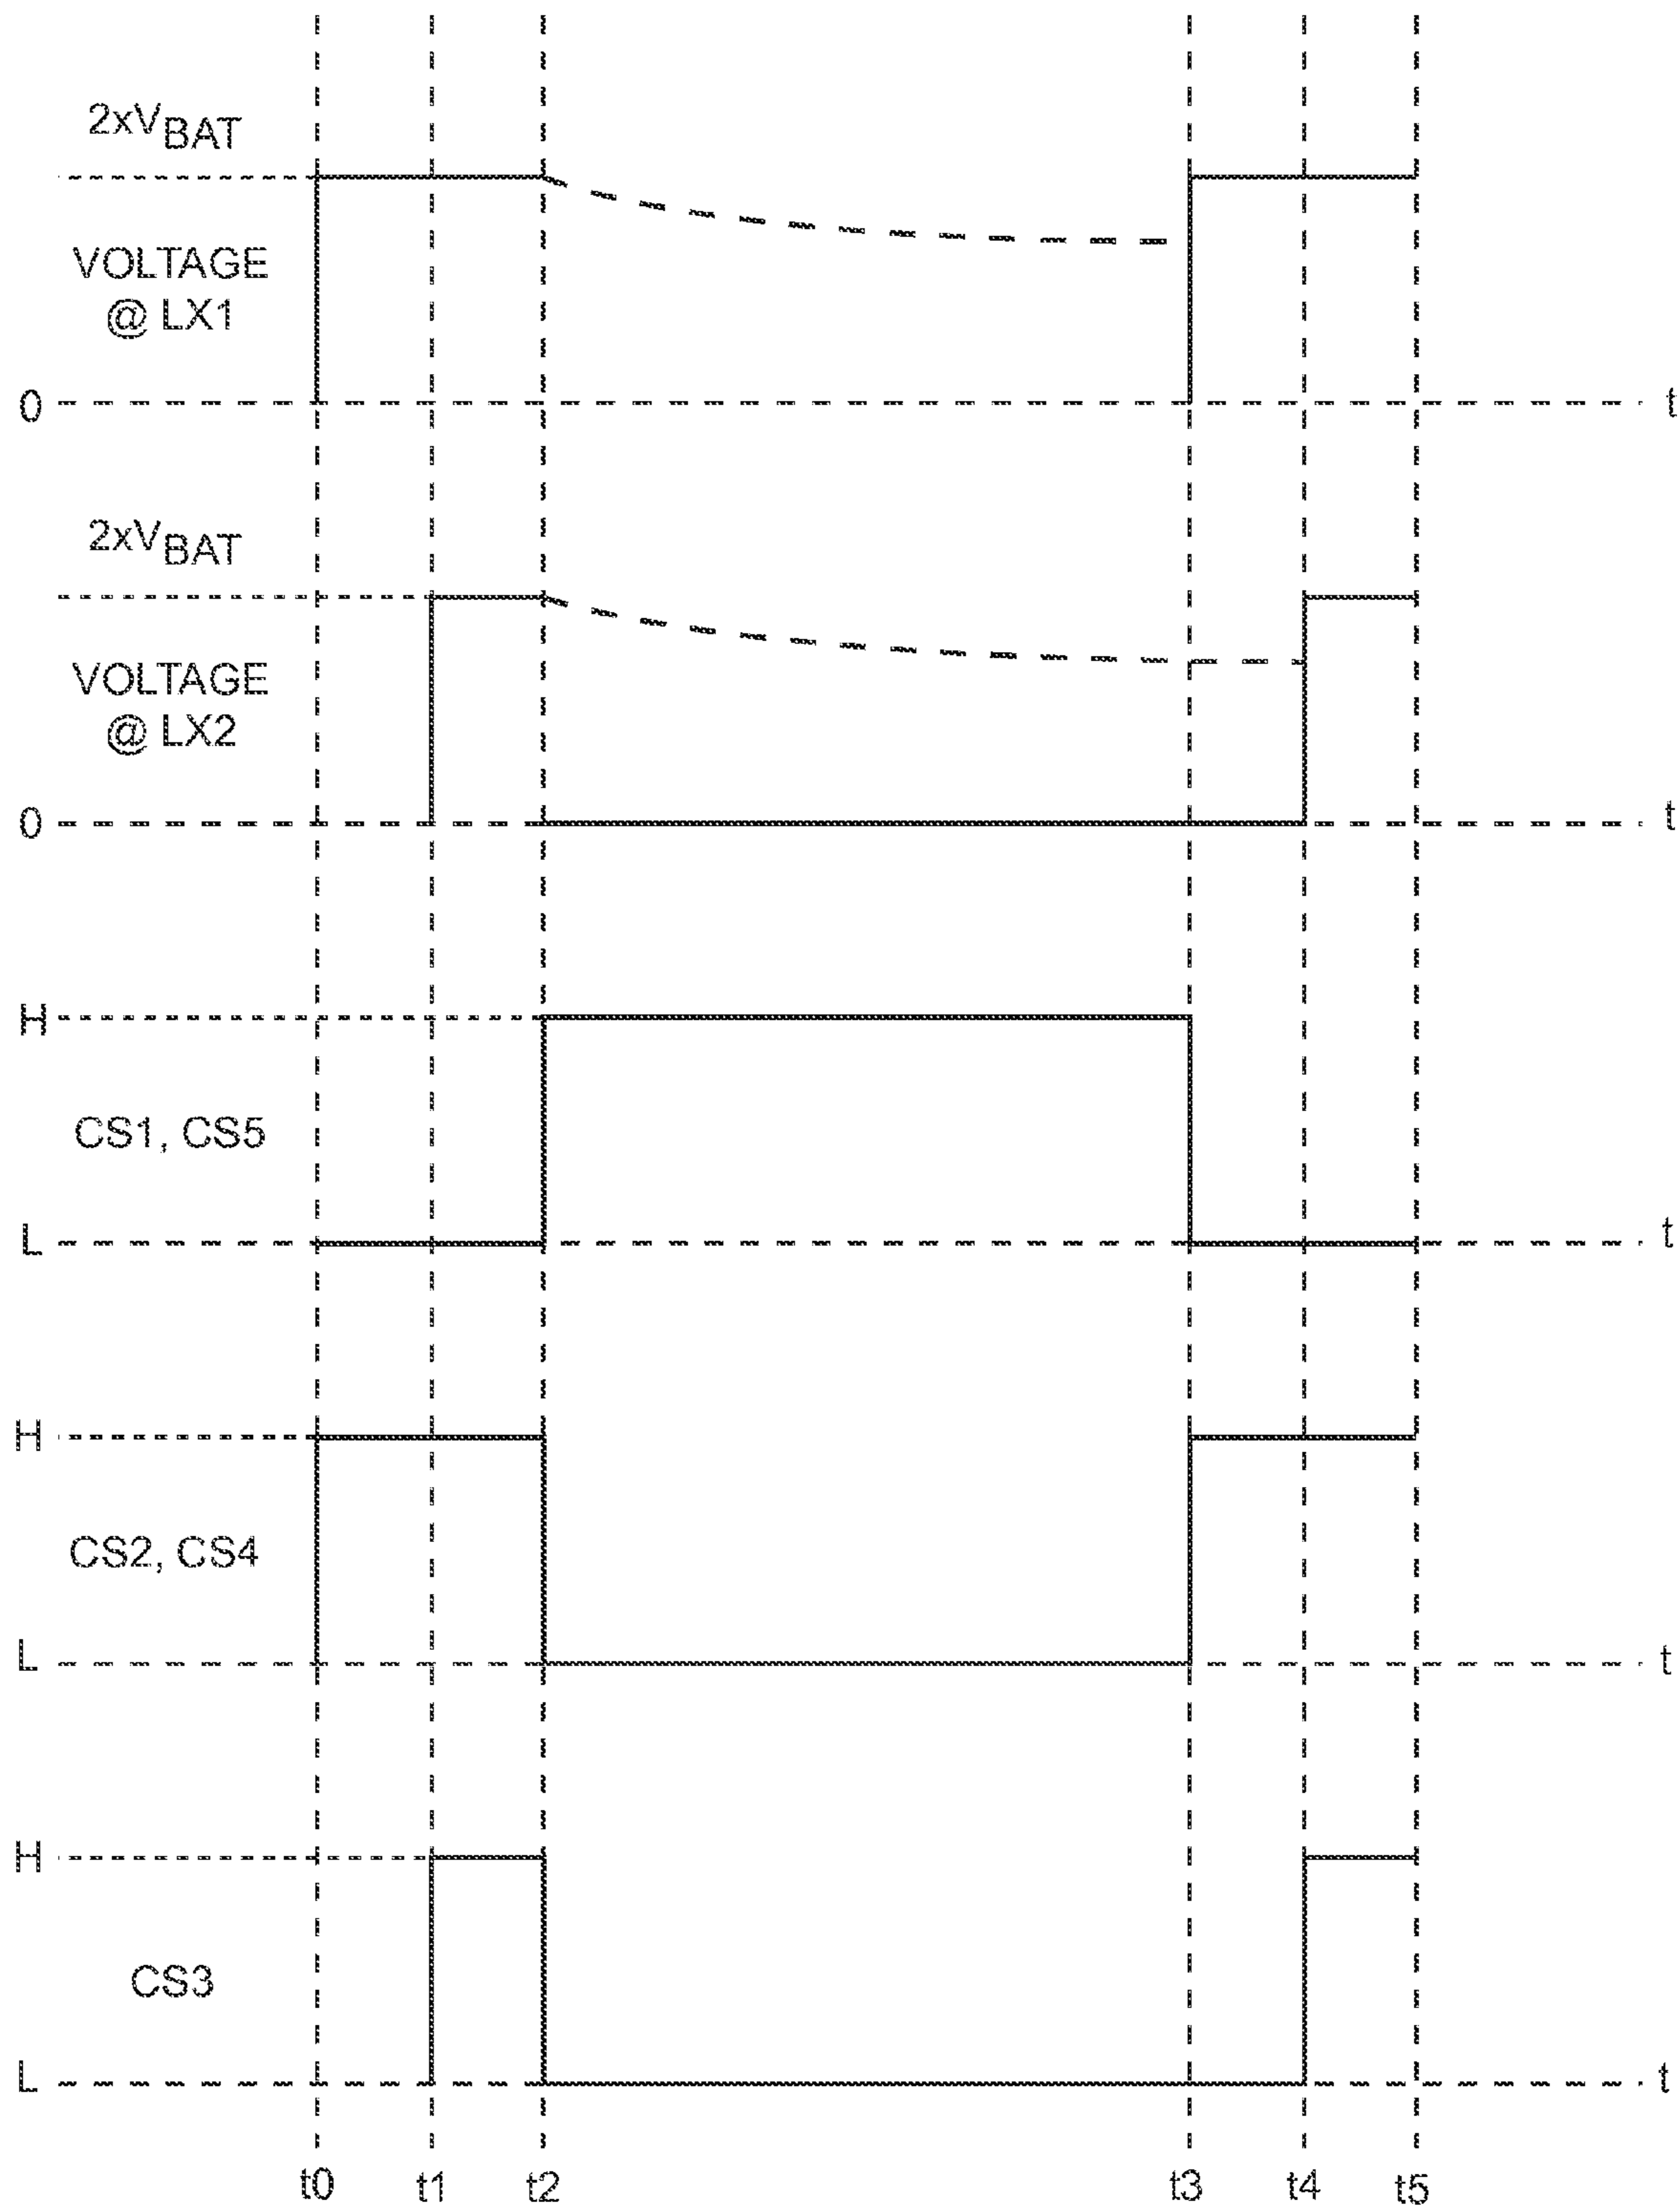 2xVBAT
VOLTAGE
@ LX1
0
t
2xVBAT
VOLTAGE
@ LX2
0
t
H
CS1, CS5
L
t
H
CS2, CS4
L
t
H
CS3
L
t
t0 t1 t2 t3 t4 t5